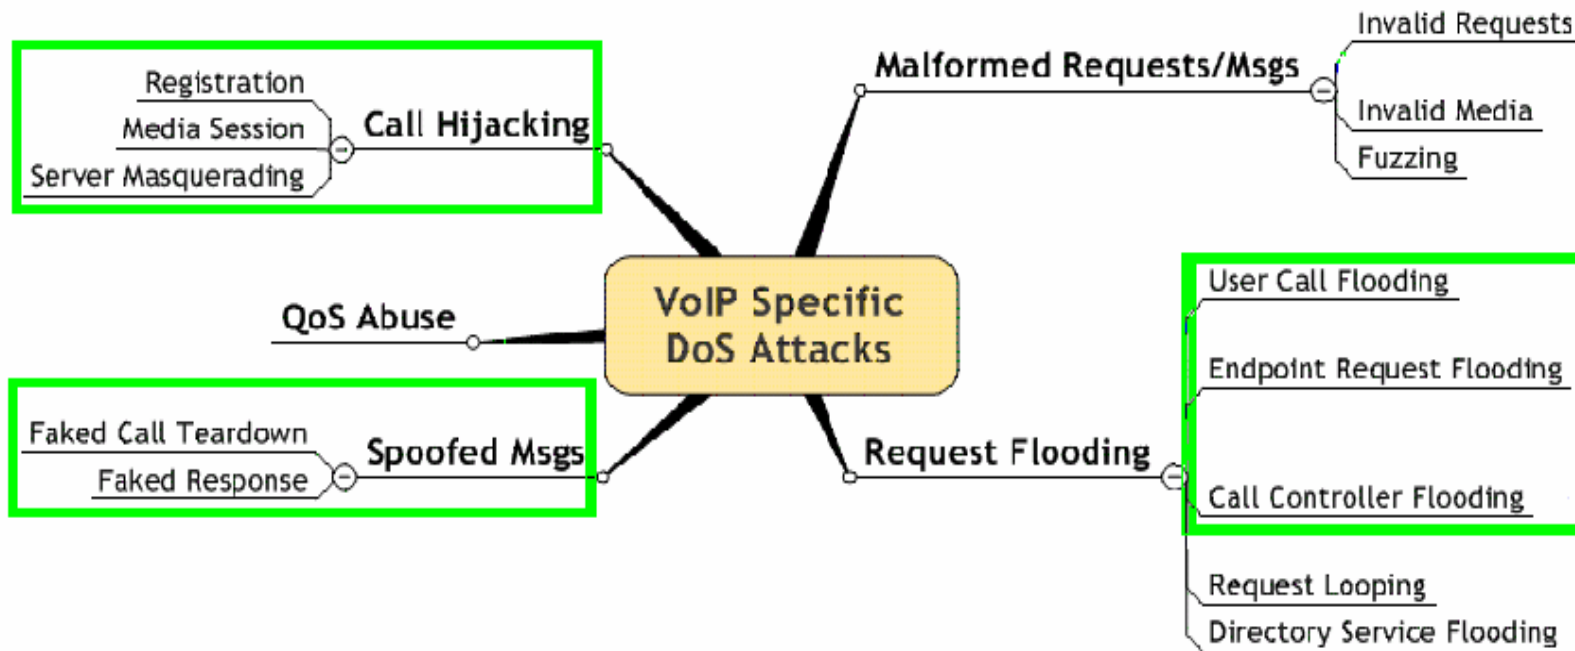 Registration
Media Session
Server Masquerading
Call Hijacking
Malformed Requests/Msgs
Invalid Requests
Invalid Media
Fuzzing
QoS Abuse
VoIP Specific
DoS Attacks
Faked Call Teardown
Faked Response
Spoofed Msgs
Request Flooding
User Call Flooding
Endpoint Request Flooding
Call Controller Flooding
Request Looping
Directory Service Flooding